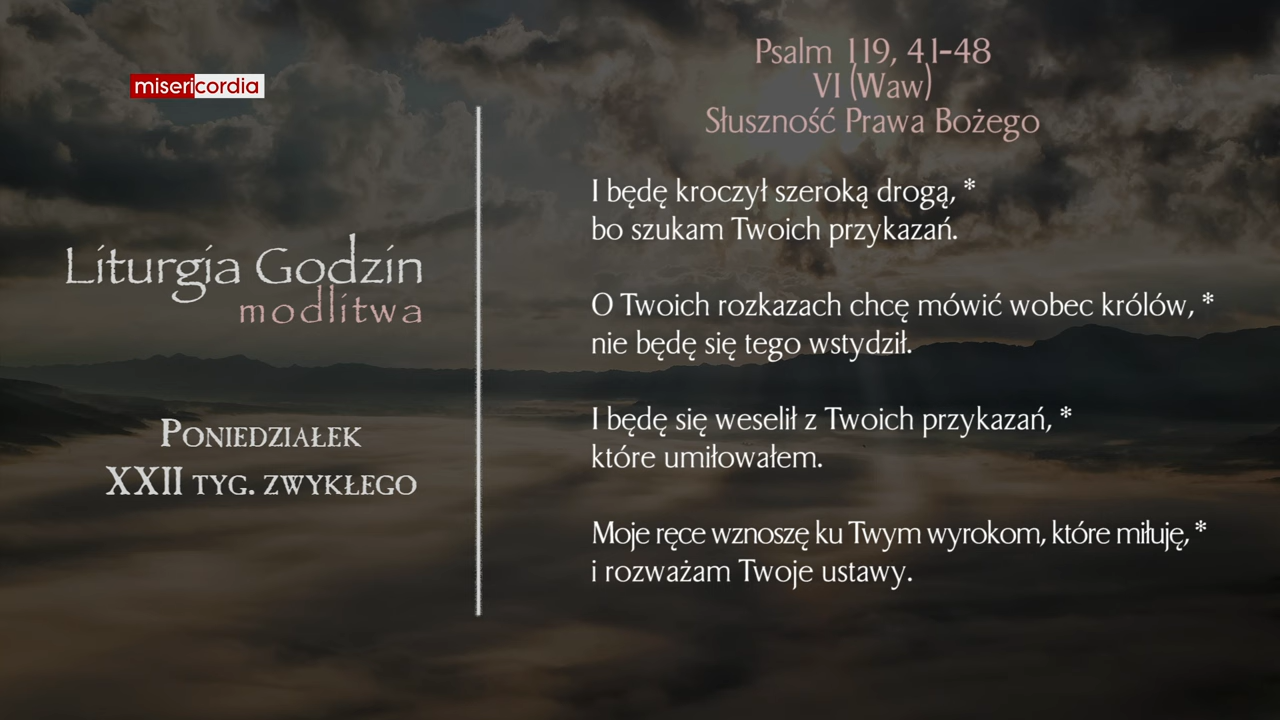 misericordia
Liturgia Godzin
modlitwa
Poniedziałek
XXII tyg. zwykłego
Psalm 119, 41-48
VI (Waw)
Słuszność Prawa Bożego
I będę kroczył szeroką drogą, *
bo szukam Twoich przykazań.
O Twoich rozkazach chcę mówić wobec królów, *
nie będę się tego wstydził.
I będę się weselił z Twoich przykazań, *
które umiłowałem.
Moje ręce wznoszę ku Twym wyrokom, które miłuję, *
i rozważam Twoje ustawy.